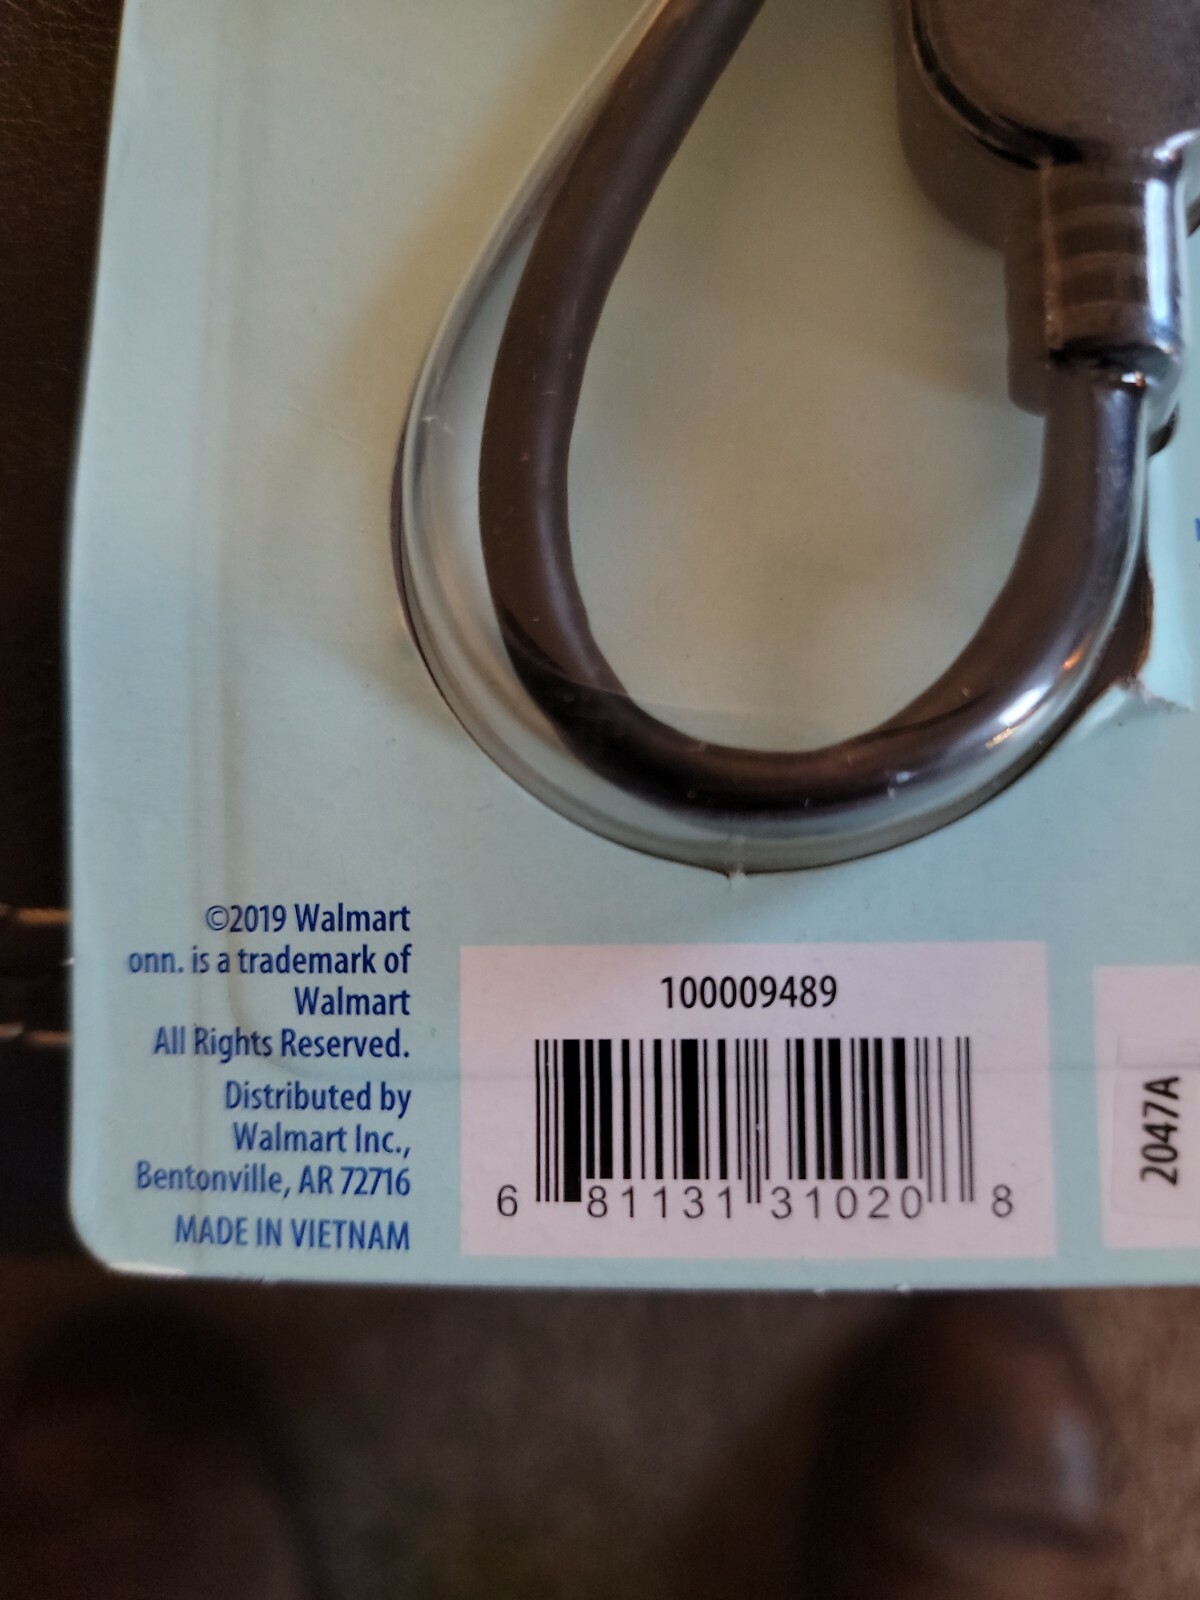 ©2019 Walmart
onn. is a trademark of
Walmart
All Rights Reserved.
Distributed by
Walmart Inc.,
Bentonville, AR 72716
MADE IN VIETNAM
100009489
6 81131 31020 8
2047A